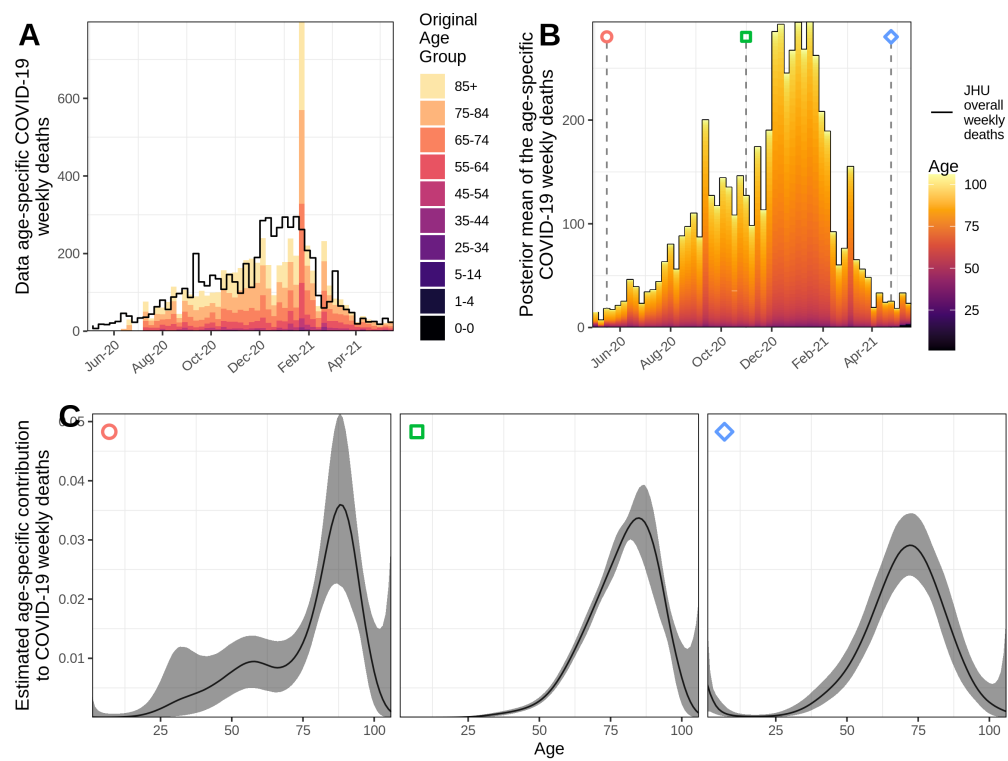 A
Data age-specific COVID-19
weekly deaths
600
400
200
0
Jun-20
Aug-20
Oct-20
Dec-20
Feb-21
Apr-21
Original
Age
Group
85+
75-84
65-74
55-64
45-54
35-44
25-34
5-14
1-4
0-0
B
Posterior mean of the age-specific
COVID-19 weekly deaths
200
100
0
Jun-20
Aug-20
Oct-20
Dec-20
Feb-21
Apr-21
JHU
overall
weekly
deaths
Age
100
75
50
25
C
Estimated age-specific contribution
to COVID-19 weekly deaths
0.05
0.04
0.03
0.02
0.01
25
50
75
100
25
50
75
100
25
50
75
100
Age